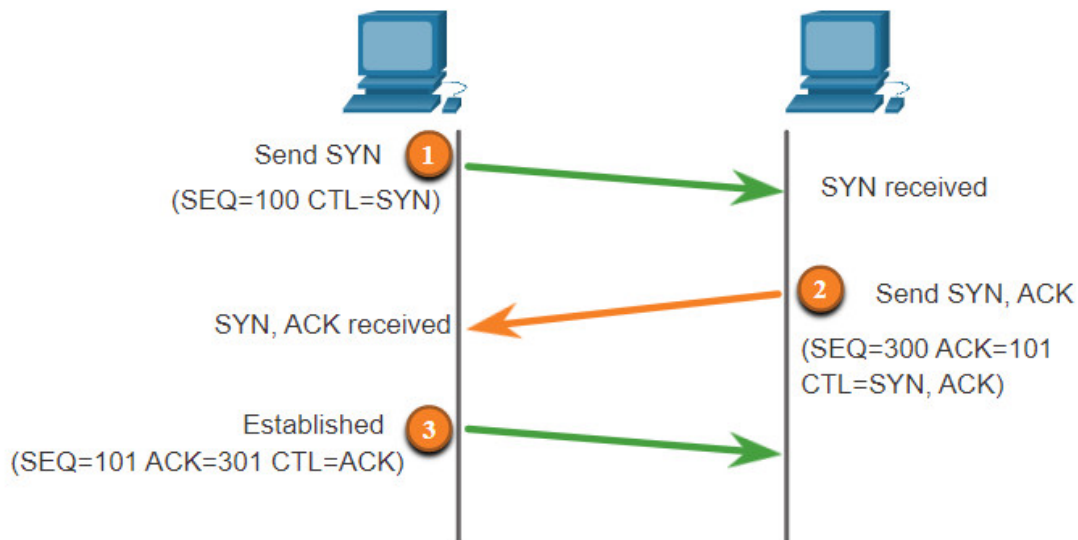 1
Send SYN
(SEQ=100 CTL=SYN)
SYN received
2
Send SYN, ACK
(SEQ=300 ACK=101
CTL=SYN, ACK)
SYN, ACK received
3
Established
(SEQ=101 ACK=301 CTL=ACK)